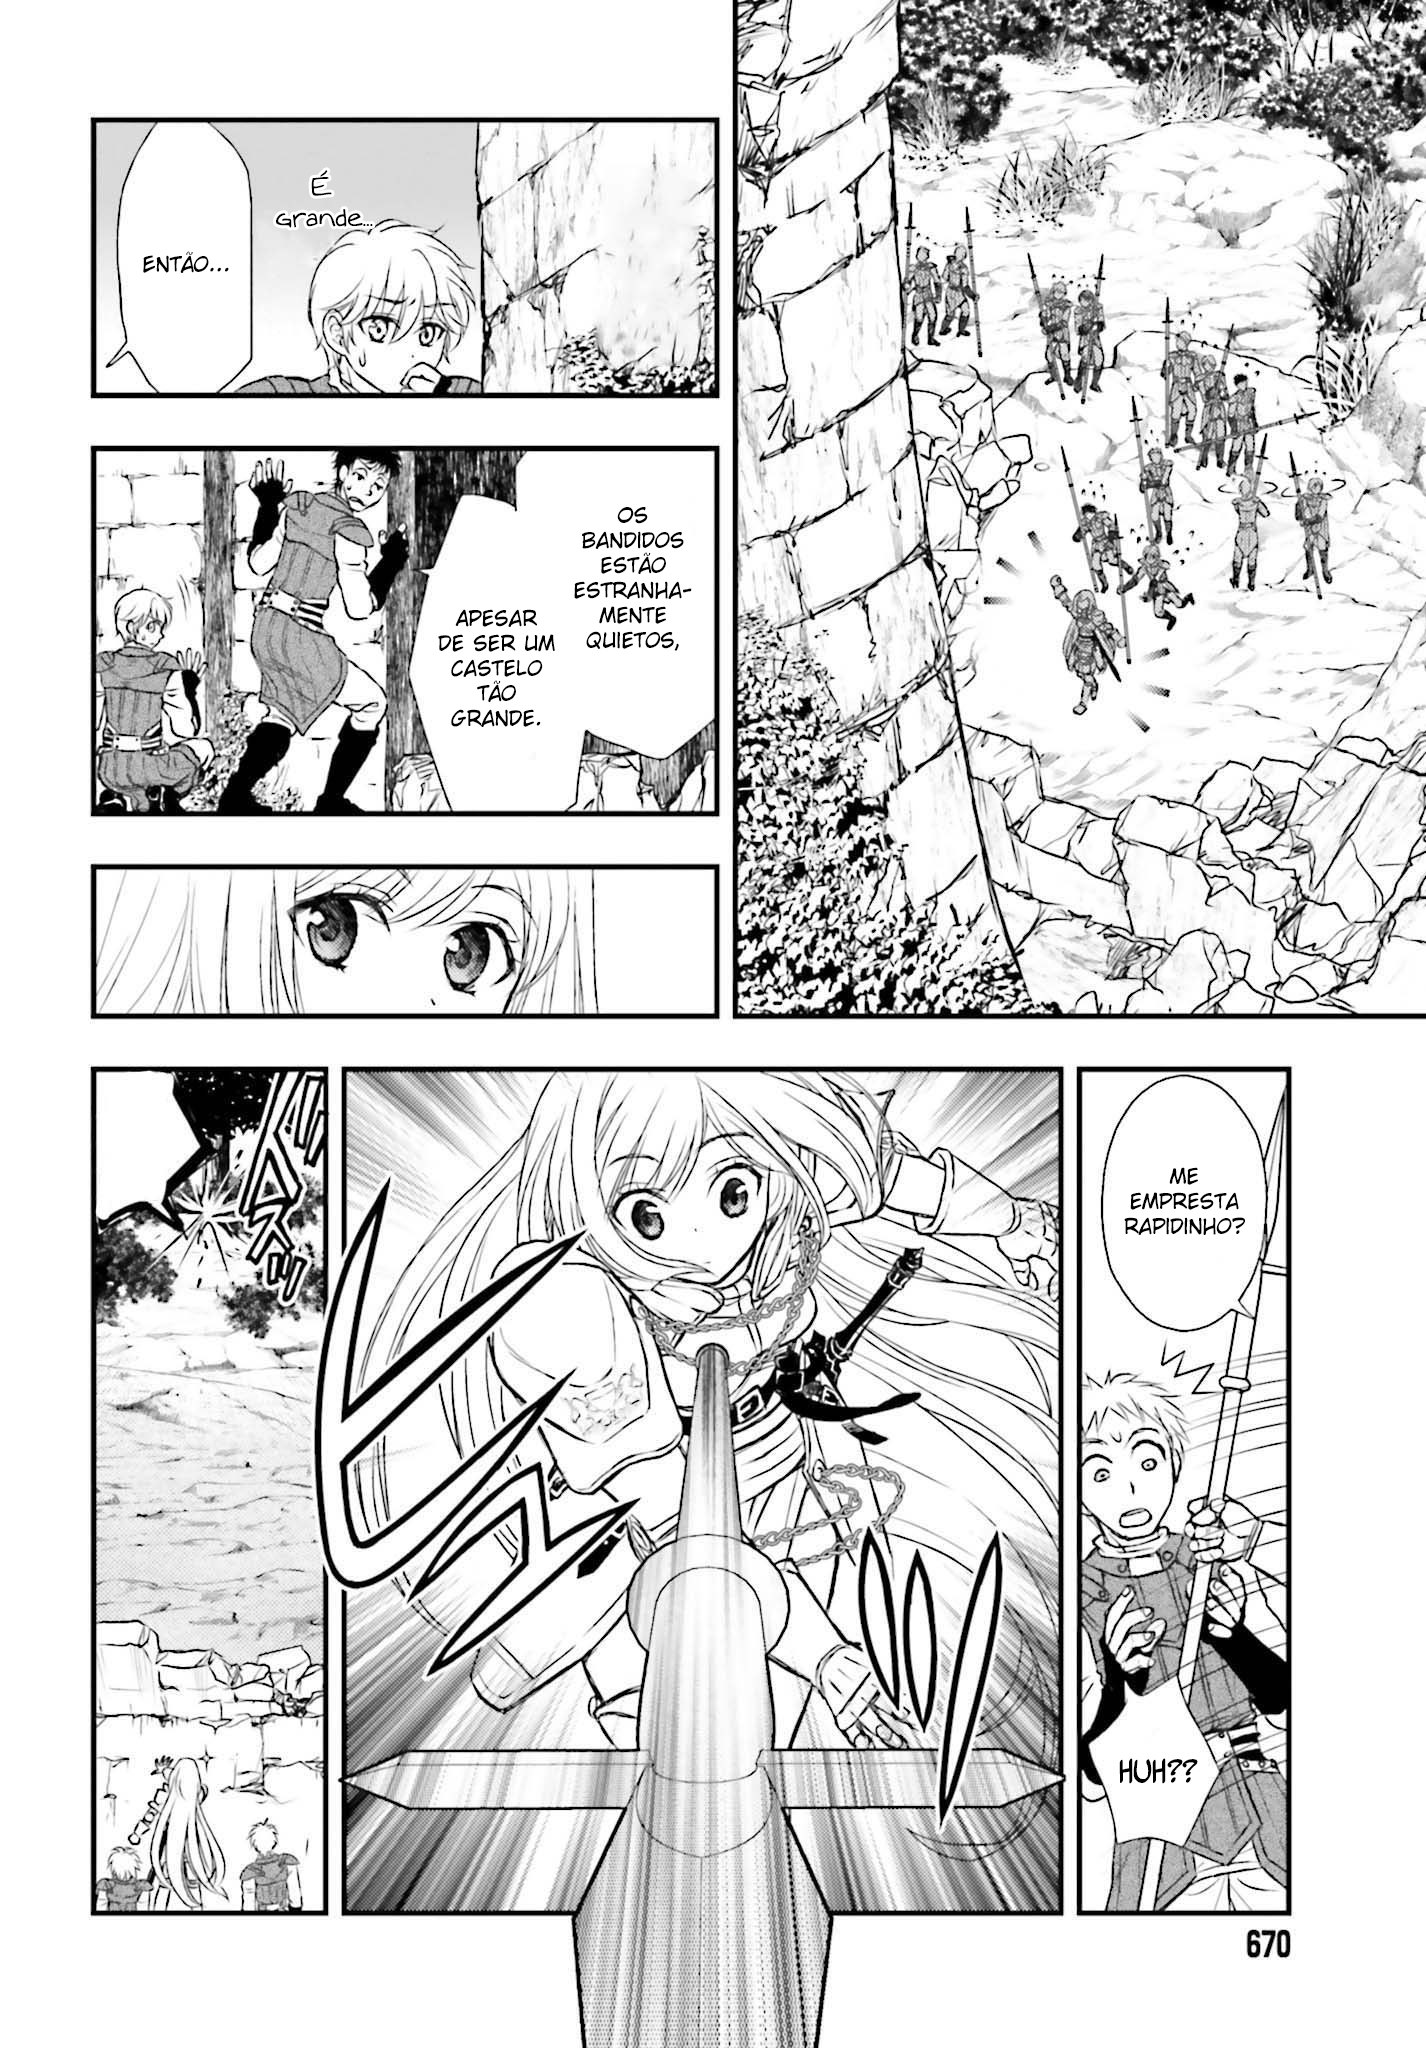 ENTÃO...
É
Grande...
OS
BANDIDOS
ESTÃO
ESTRANHA-
MENTE
QUIETOS,
APESAR
DE SER UM
CASTELO
TÃO
GRANDE.
ME
EMPRESTA
RAPIDINHO?
HUH??
670